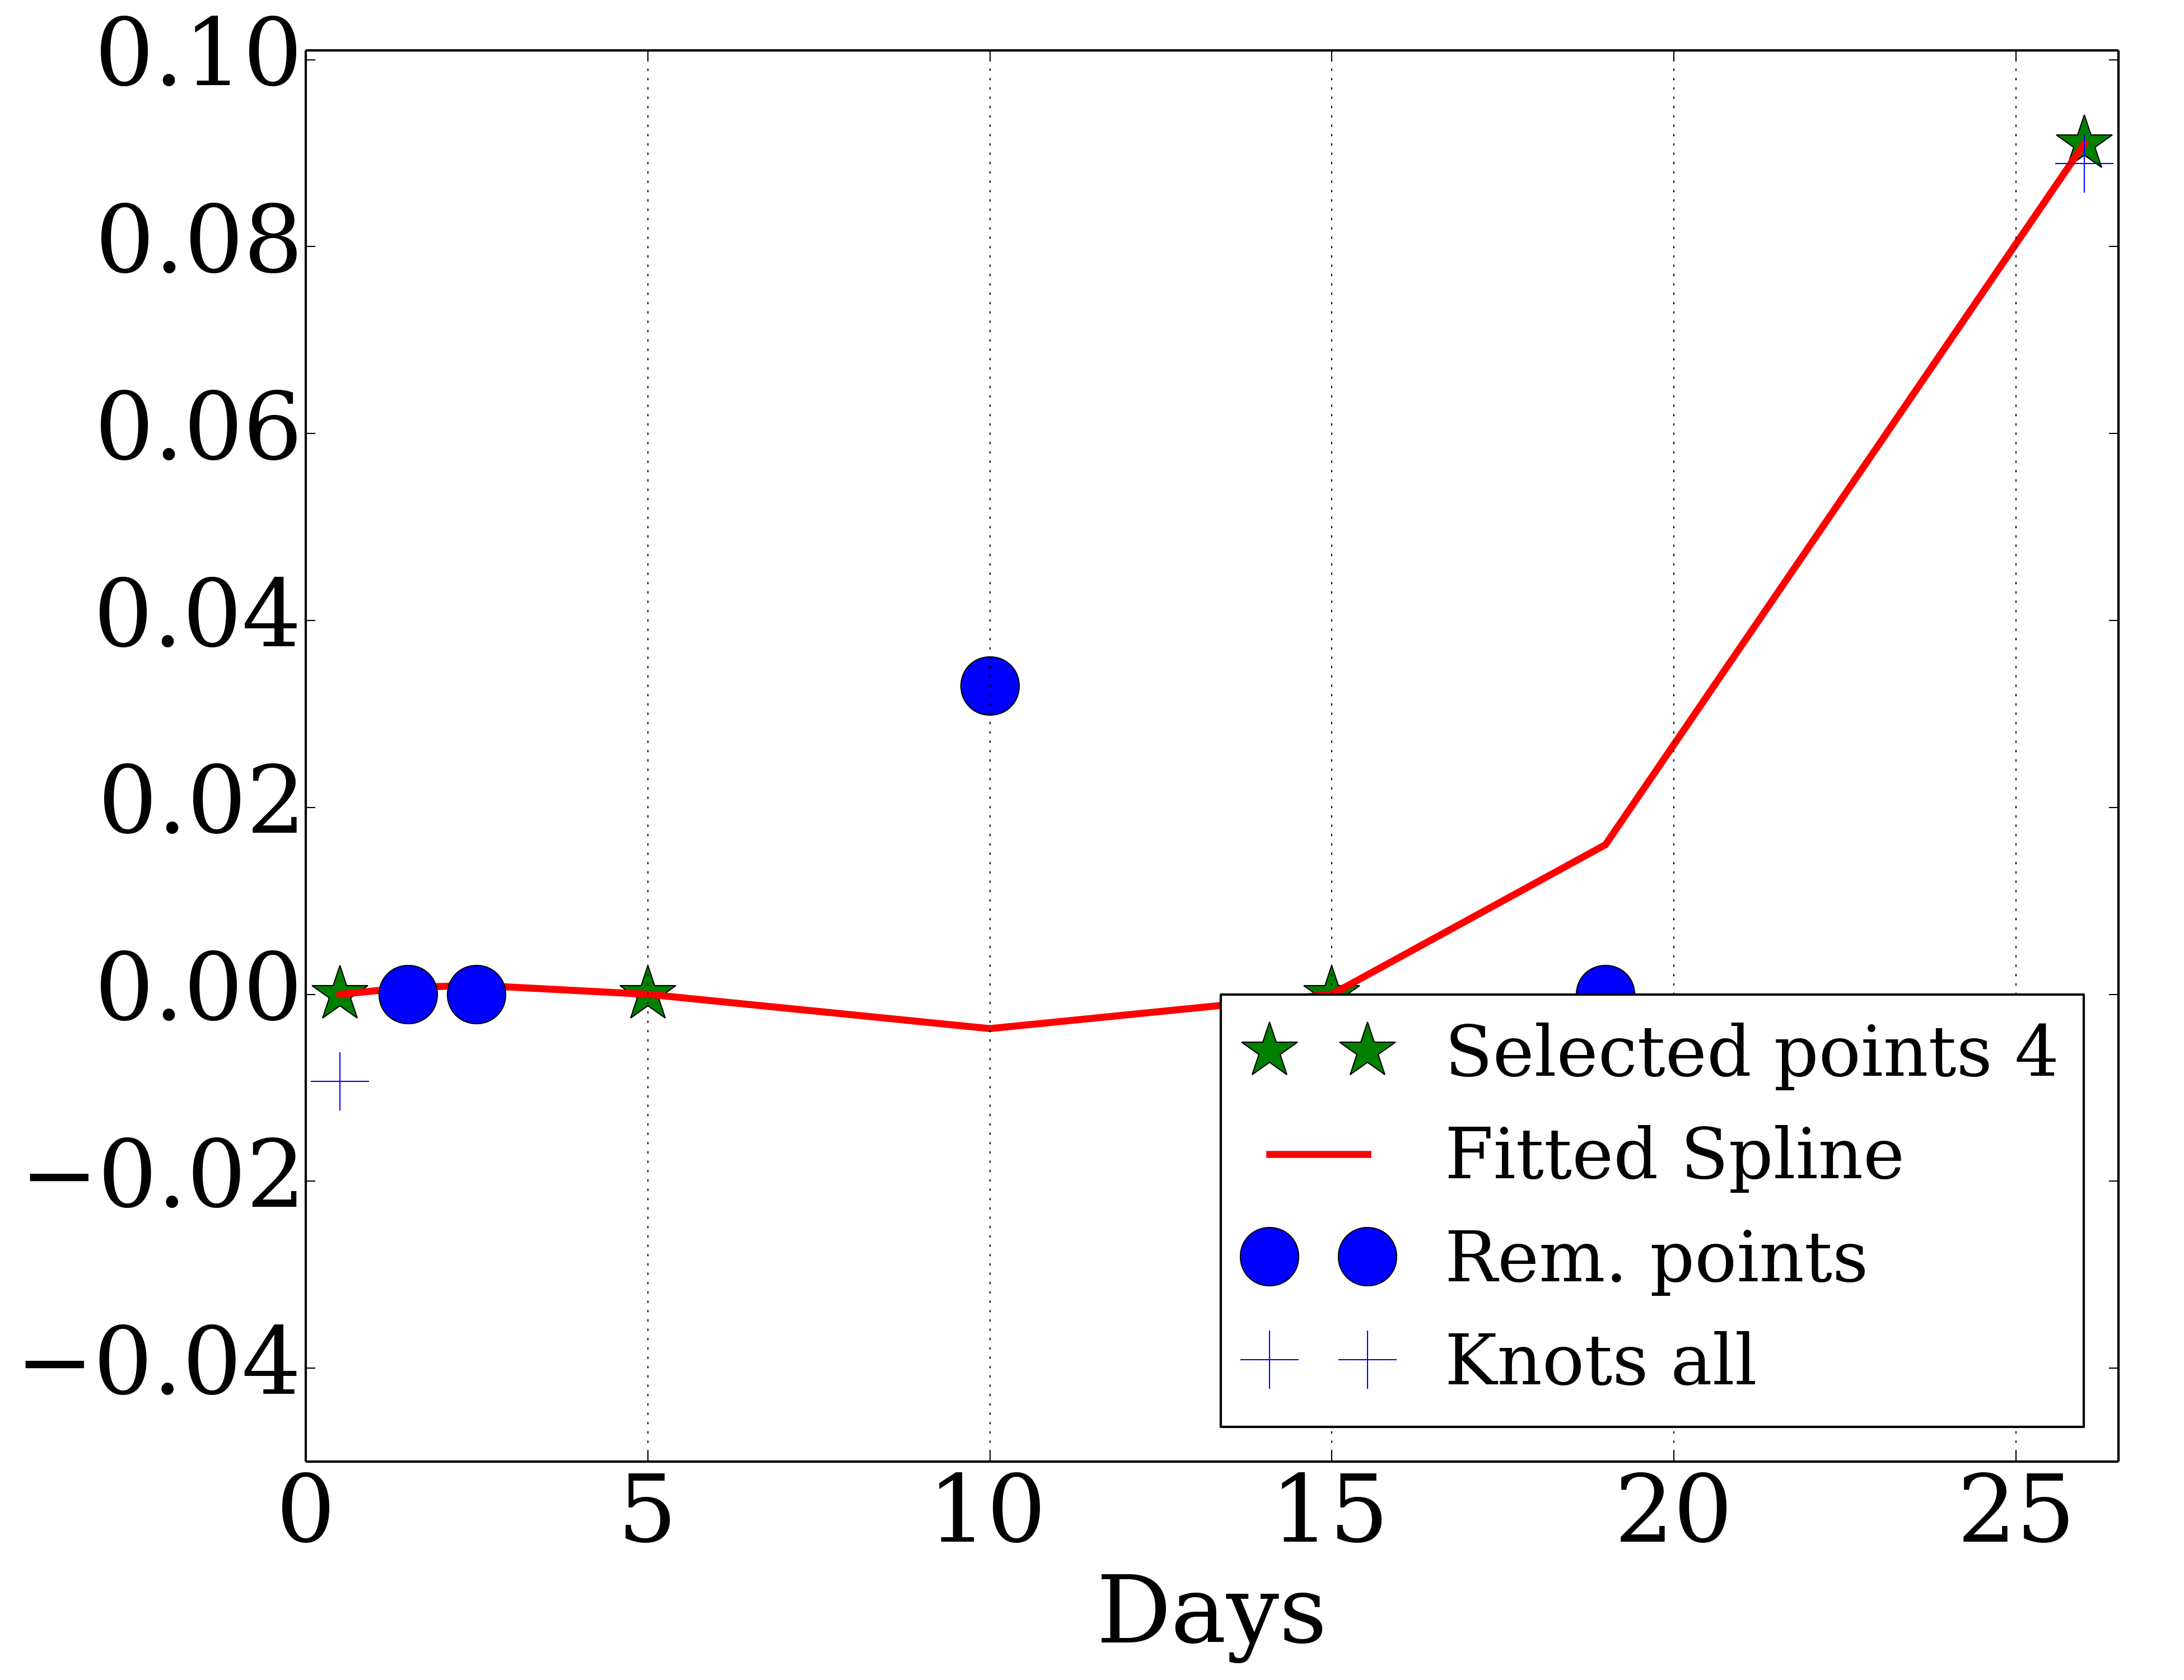 0.10
0.08
0.06
0.04
0.02
0.00
−0.02
−0.04
0 5 10 15 20 25
Days
Selected points 4
Fitted Spline
Rem. points
Knots all